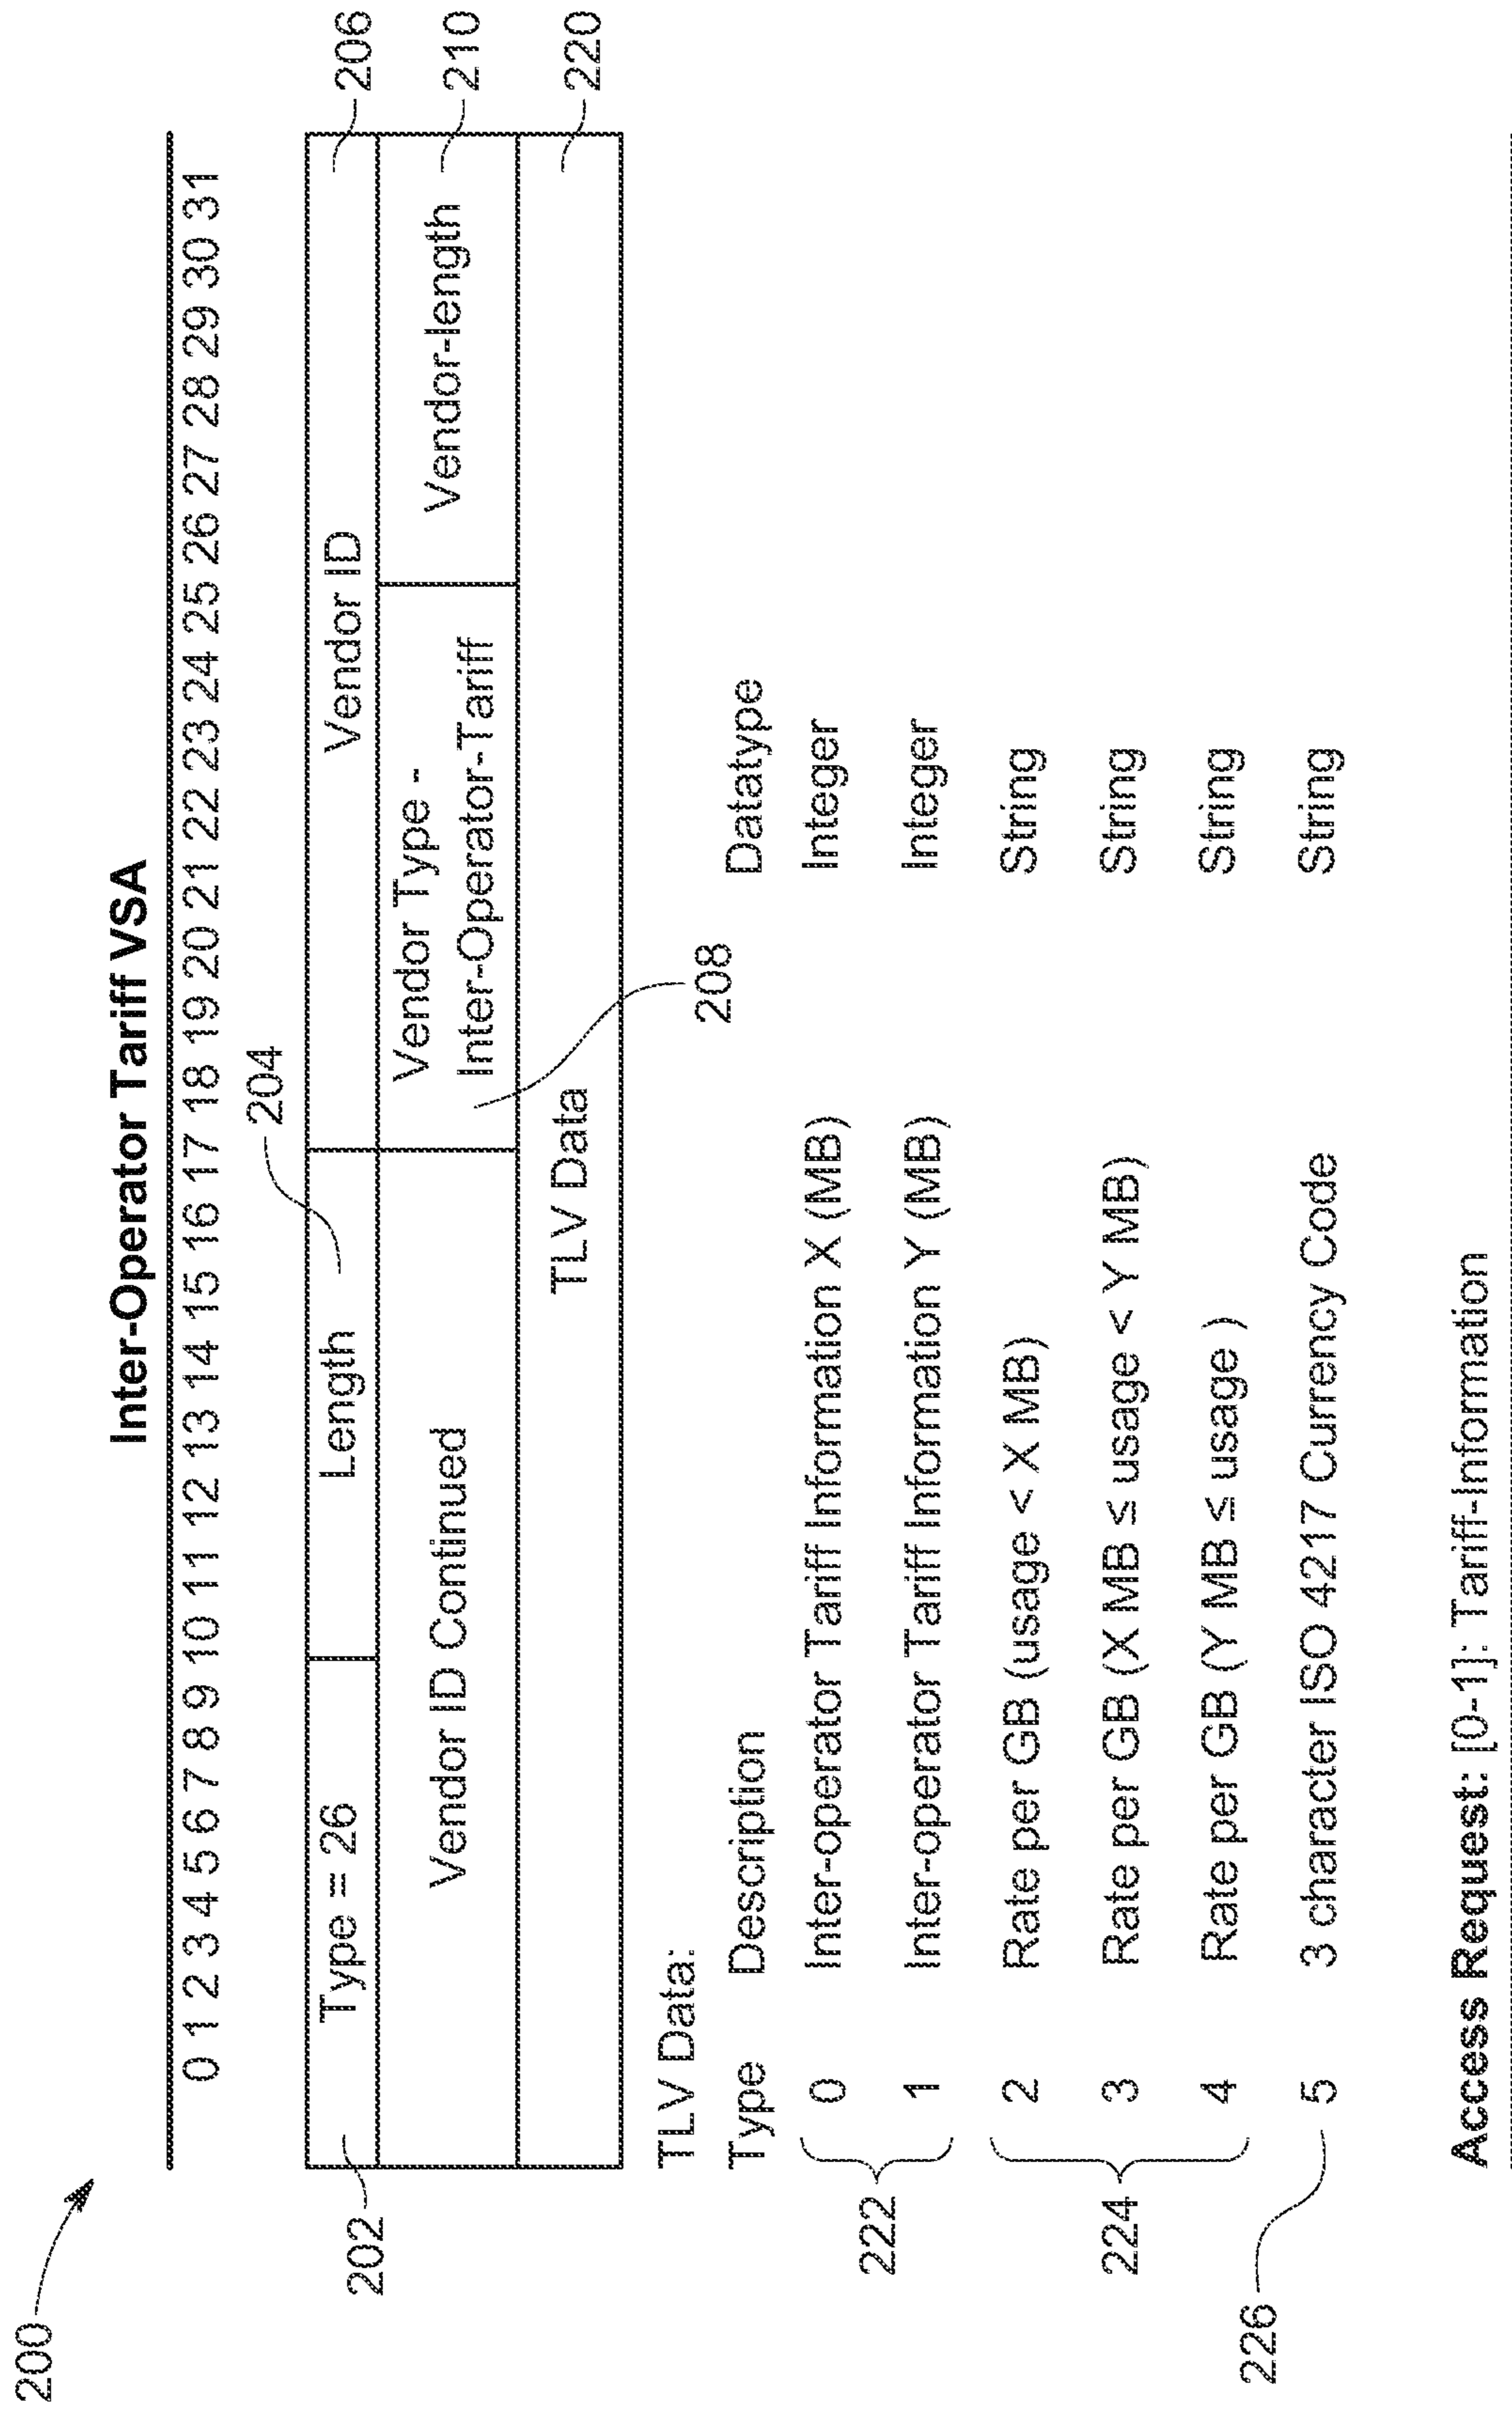 200
Inter-Operator Tariff VSA
0 1 2 3 4 5 6 7 8 9 10 11 12 13 14 15 16 17 18 19 20 21 22 23 24 25 26 27 28 29 30 31
204
202
Type = 26 Length Vendor ID
206
Vendor ID Continued
Vendor Type -
Inter-Operator-Tariff
Vendor-length
210
TLV Data
220
208
TLV Data:
Type Description Datatype
222
0 Inter-operator Tariff Information X (MB) Integer
1 Inter-operator Tariff Information Y (MB) Integer
224
2 Rate per GB (usage < X MB) String
3 Rate per GB (X MB ≤ usage < Y MB) String
4 Rate per GB (Y MB ≤ usage ) String
226
5 3 character ISO 4217 Currency Code String
Access Request: [0-1]: Tariff-Information